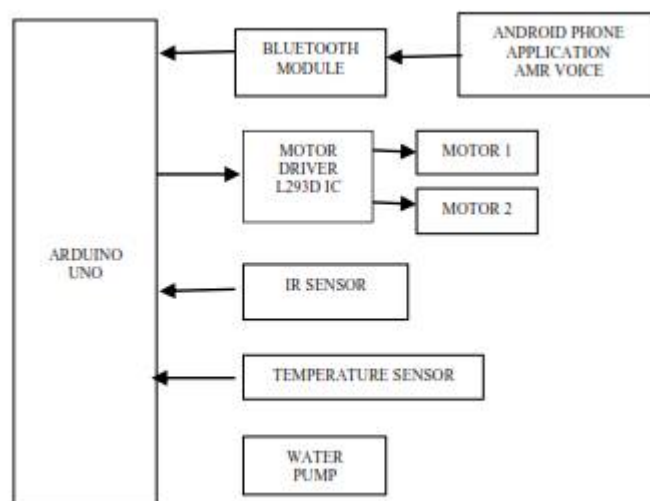 BLUETOOTH
MODULE
ANDROID PHONE
APPLICATION
AMR VOICE
MOTOR
DRIVER
L293D IC
MOTOR 1
MOTOR 2
ARDUINO
UNO
IR SENSOR
TEMPERATURE SENSOR
WATER
PUMP